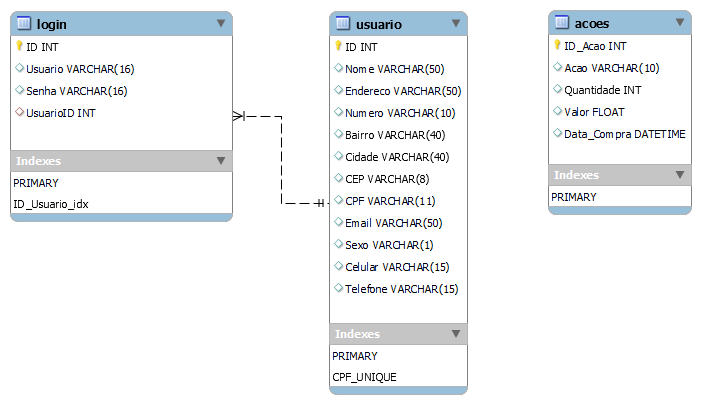 login
ID INT
Usuario VARCHAR(16)
Senha VARCHAR(16)
UsuarioID INT
Indexes
PRIMARY
ID_Usuario_idx
usuario
ID INT
Nome VARCHAR(50)
Endereco VARCHAR(50)
Numero VARCHAR(10)
Bairro VARCHAR(40)
Cidade VARCHAR(40)
CEP VARCHAR(8)
CPF VARCHAR(11)
Email VARCHAR(50)
Sexo VARCHAR(1)
Celular VARCHAR(15)
Telefone VARCHAR(15)
Indexes
PRIMARY
CPF_UNIQUE
acoes
ID_Acao INT
Acao VARCHAR(10)
Quantidade INT
Valor FLOAT
Data_Compra DATETIME
Indexes
PRIMARY